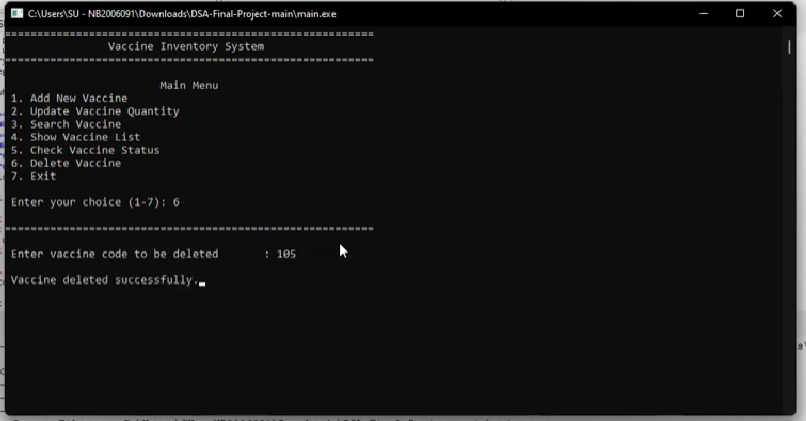 C:\Users\SU - NIB2006091\Downloads\DSA-Final-Project-main\main.exe
========================================================
Vaccine Inventory System
--------------------------------------------------------
Main Menu
1. Add New Vaccine
2. Update Vaccine Quantity
3. Search Vaccine
4. Show Vaccine List
5. Check Vaccine Status
6. Delete Vaccine
7. Exit
Enter your choice (1-7): 6
========================================================
Enter vaccine code to be deleted       : 105
Vaccine deleted successfully.